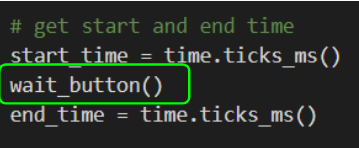 # get start and end time
start_time = time.ticks_ms()
wait_button()
end_time = time.ticks_ms()